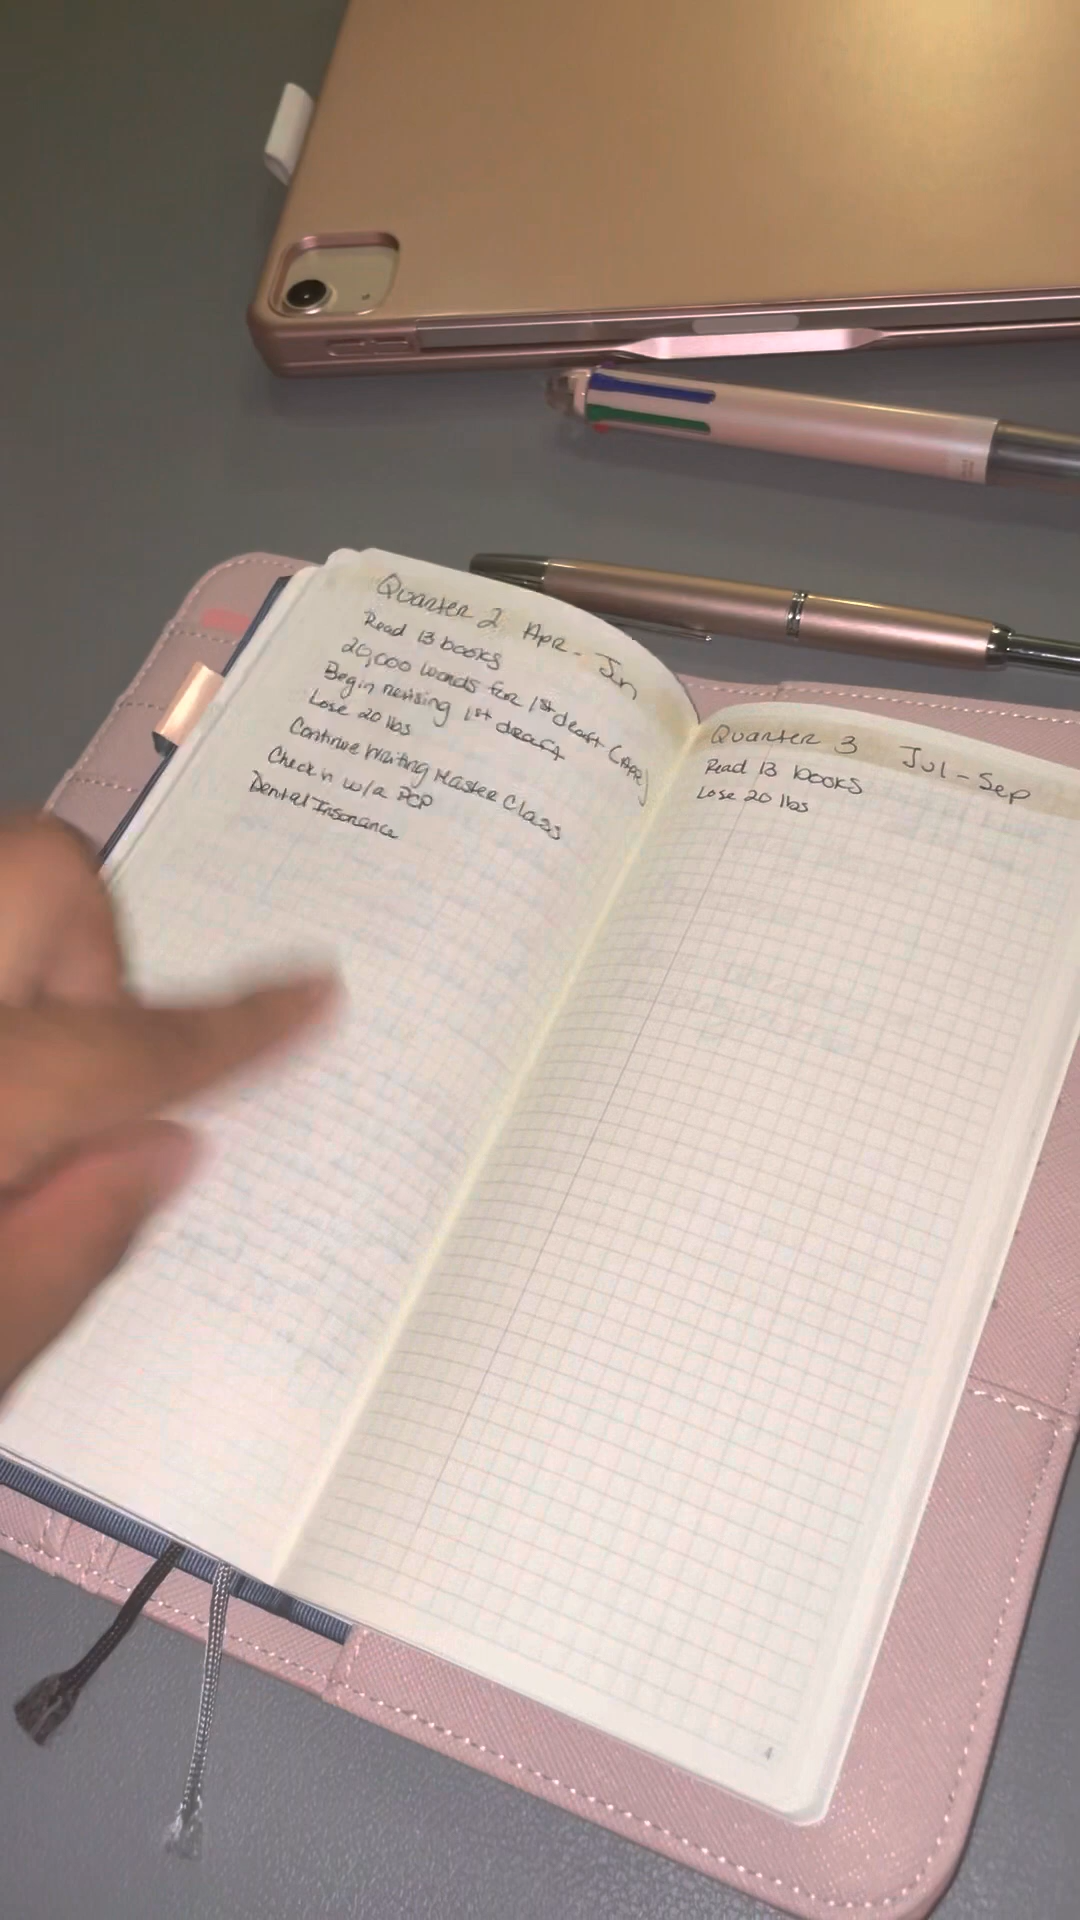 Quarter 2 Apr - Jn
Read 13 books
20,000 words for 1st draft (Apr)
Begin revising 1st draft
Lose 20 lbs
Continue Writing Master Class
Check in w/a PCP
Dental Insurance
Quarter 3 Jul - Sep
Read 13 books
Lose 20 lbs
4